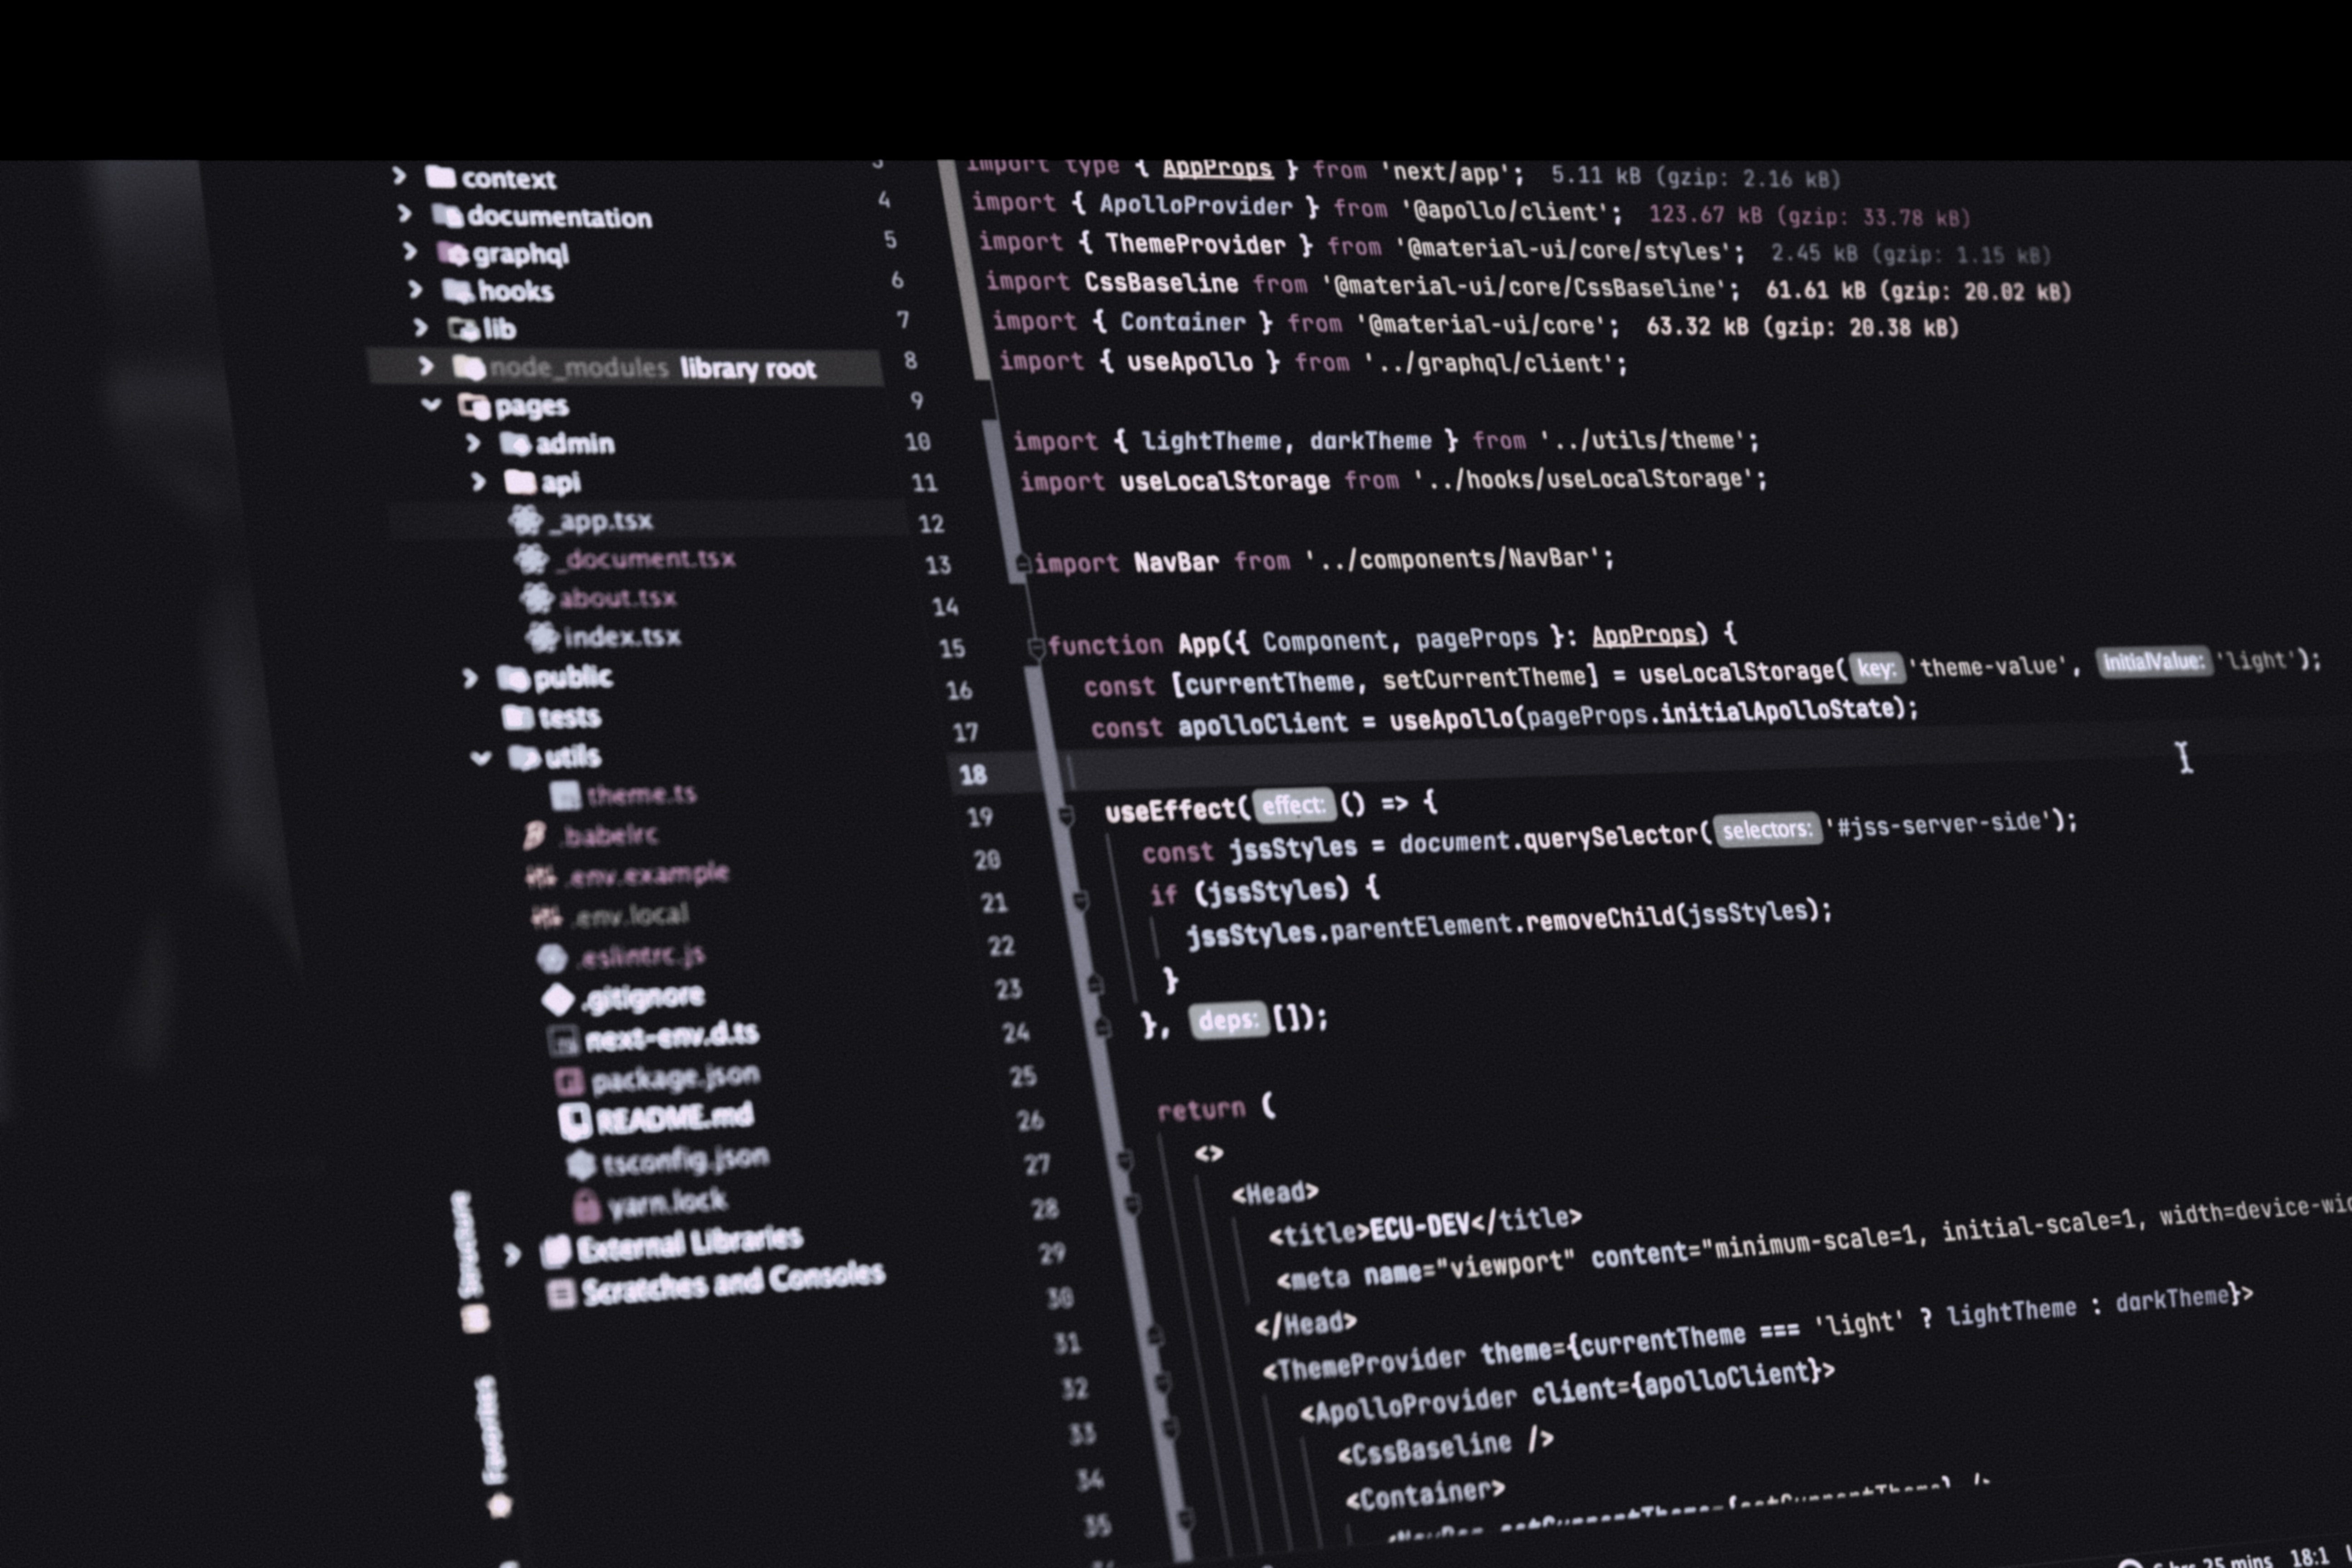 context
documentation
graphql
hooks
lib
node_modules library root
pages
admin
api
_app.tsx
_document.tsx
about.tsx
index.tsx
public
tests
utils
theme.ts
.babelrc
.env.example
.env.local
.eslintrc.js
.gitignore
next-env.d.ts
package.json
README.md
tsconfig.json
yarn.lock
External Libraries
Scratches and Consoles
Structure
Favorites
3 import type { AppProps } from 'next/app'; 5.11 kB (gzip: 2.16 kB)
4 import { ApolloProvider } from '@apollo/client'; 123.67 kB (gzip: 33.78 kB)
5 import { ThemeProvider } from '@material-ui/core/styles'; 2.45 kB (gzip: 1.15 kB)
6 import CssBaseline from '@material-ui/core/CssBaseline'; 61.61 kB (gzip: 20.02 kB)
7 import { Container } from '@material-ui/core'; 63.32 kB (gzip: 20.38 kB)
8 import { useApollo } from '../graphql/client';
9
10 import { lightTheme, darkTheme } from '../utils/theme';
11 import useLocalStorage from '../hooks/useLocalStorage';
12
13 import NavBar from '../components/NavBar';
14
15 function App({ Component, pageProps }: AppProps) {
16 const [currentTheme, setCurrentTheme] = useLocalStorage( key: 'theme-value', initialValue: 'light');
17 const apolloClient = useApollo(pageProps.initialApolloState);
18
19 useEffect( effect: () => {
20 const jssStyles = document.querySelector( selectors: '#jss-server-side');
21 if (jssStyles) {
22 jssStyles.parentElement.removeChild(jssStyles);
23 }
24 }, deps: []);
25
26 return (
27 <>
28 <Head>
29 <title>ECU-DEV</title>
30 <meta name="viewport" content="minimum-scale=1, initial-scale=1, width=device-wid
31 </Head>
32 <ThemeProvider theme={currentTheme === 'light' ? lightTheme : darkTheme}>
33 <ApolloProvider client={apolloClient}>
34 <CssBaseline />
35 <Container>
<NavBar setCurrentTheme={setCurrentTheme} />
hrs 25 mins 18:1